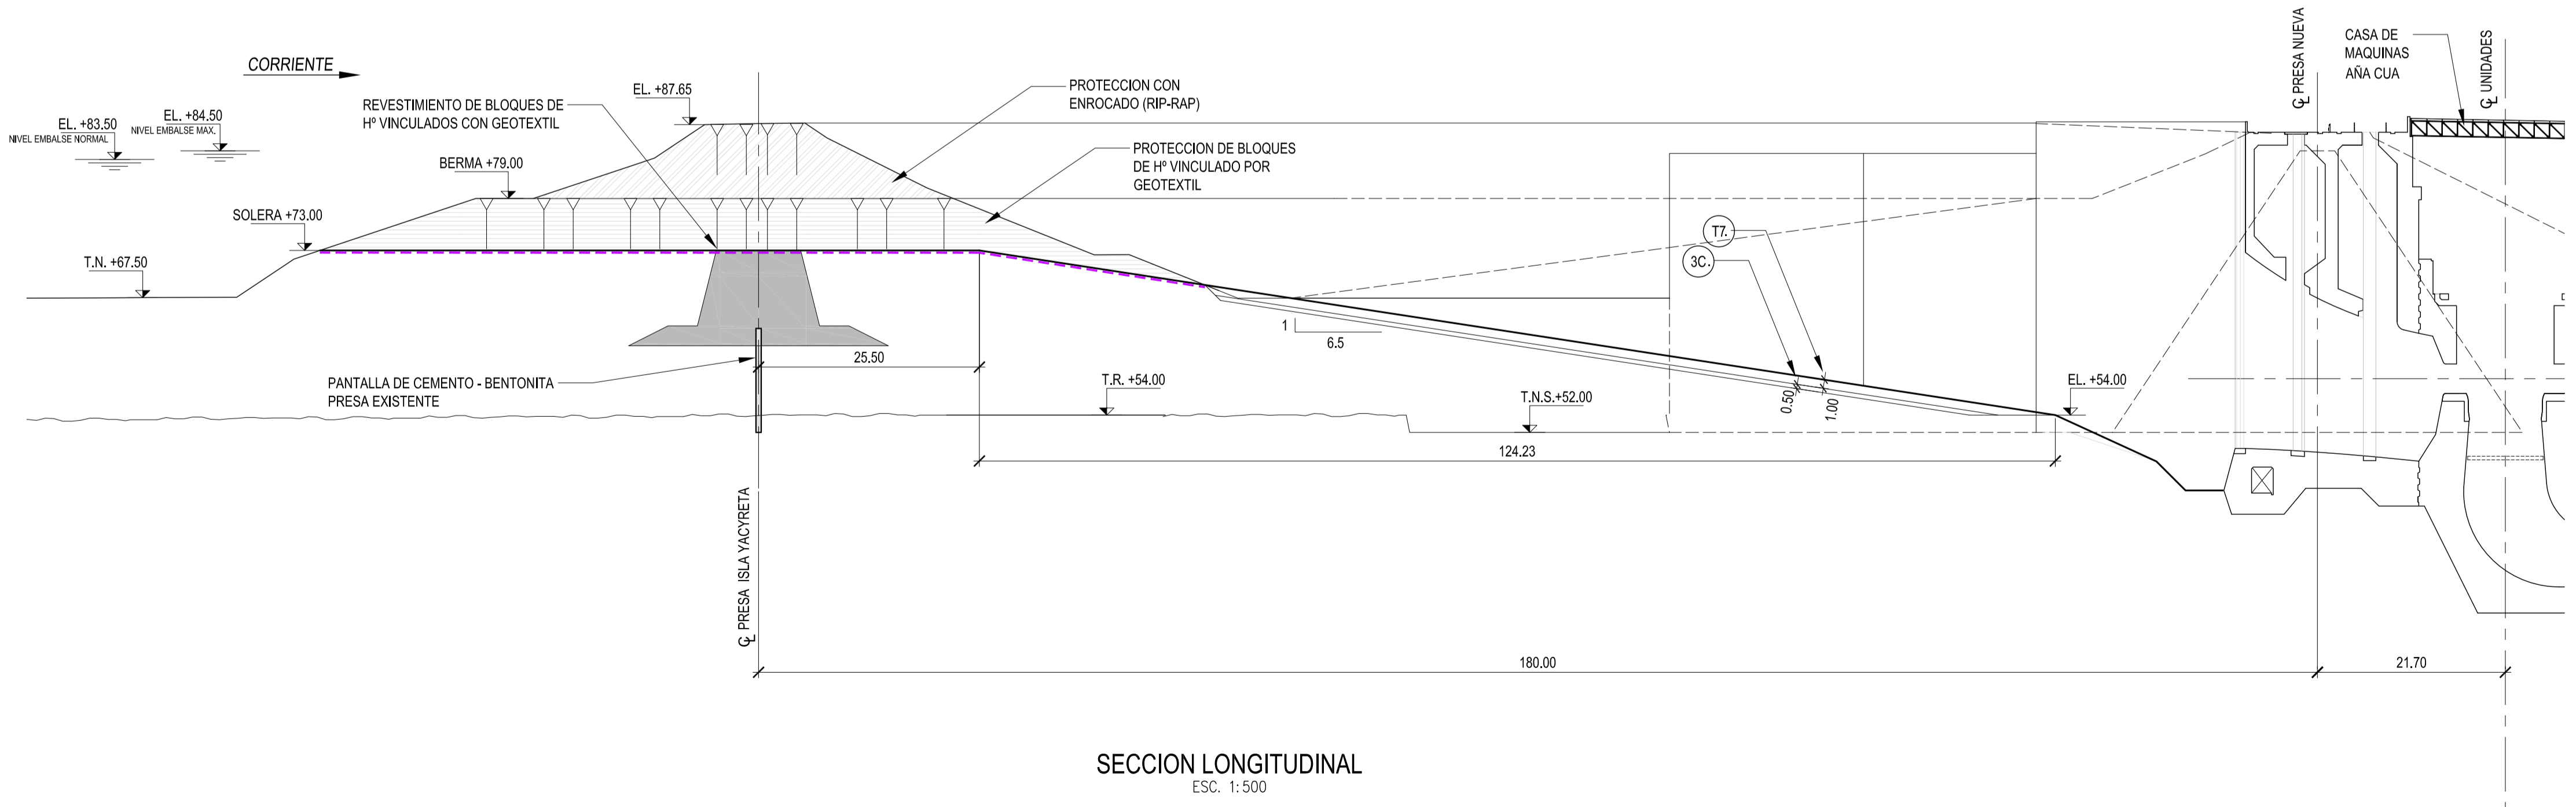 CORRIENTE
EL. +83.50
NIVEL EMBALSE NORMAL
EL. +84.50
NIVEL EMBALSE MAX.
REVESTIMIENTO DE BLOQUES DE
Hº VINCULADOS CON GEOTEXTIL
EL. +87.65
PROTECCION CON
ENROCADO (RIP-RAP)
BERMA +79.00
PROTECCION DE BLOQUES
DE Hº VINCULADO POR
GEOTEXTIL
SOLERA +73.00
T.N. +67.50
PANTALLA DE CEMENTO - BENTONITA
PRESA EXISTENTE
25.50
T.R. +54.00
1
6.5
T.N.S.+52.00
T7.
3C.
0.50
1.00
EL. +54.00
124.23
℄ PRESA ISLA YACYRETA
℄ PRESA NUEVA
CASA DE
MAQUINAS
AÑA CUA
℄ UNIDADES
180.00
21.70
SECCION LONGITUDINAL
ESC. 1:500